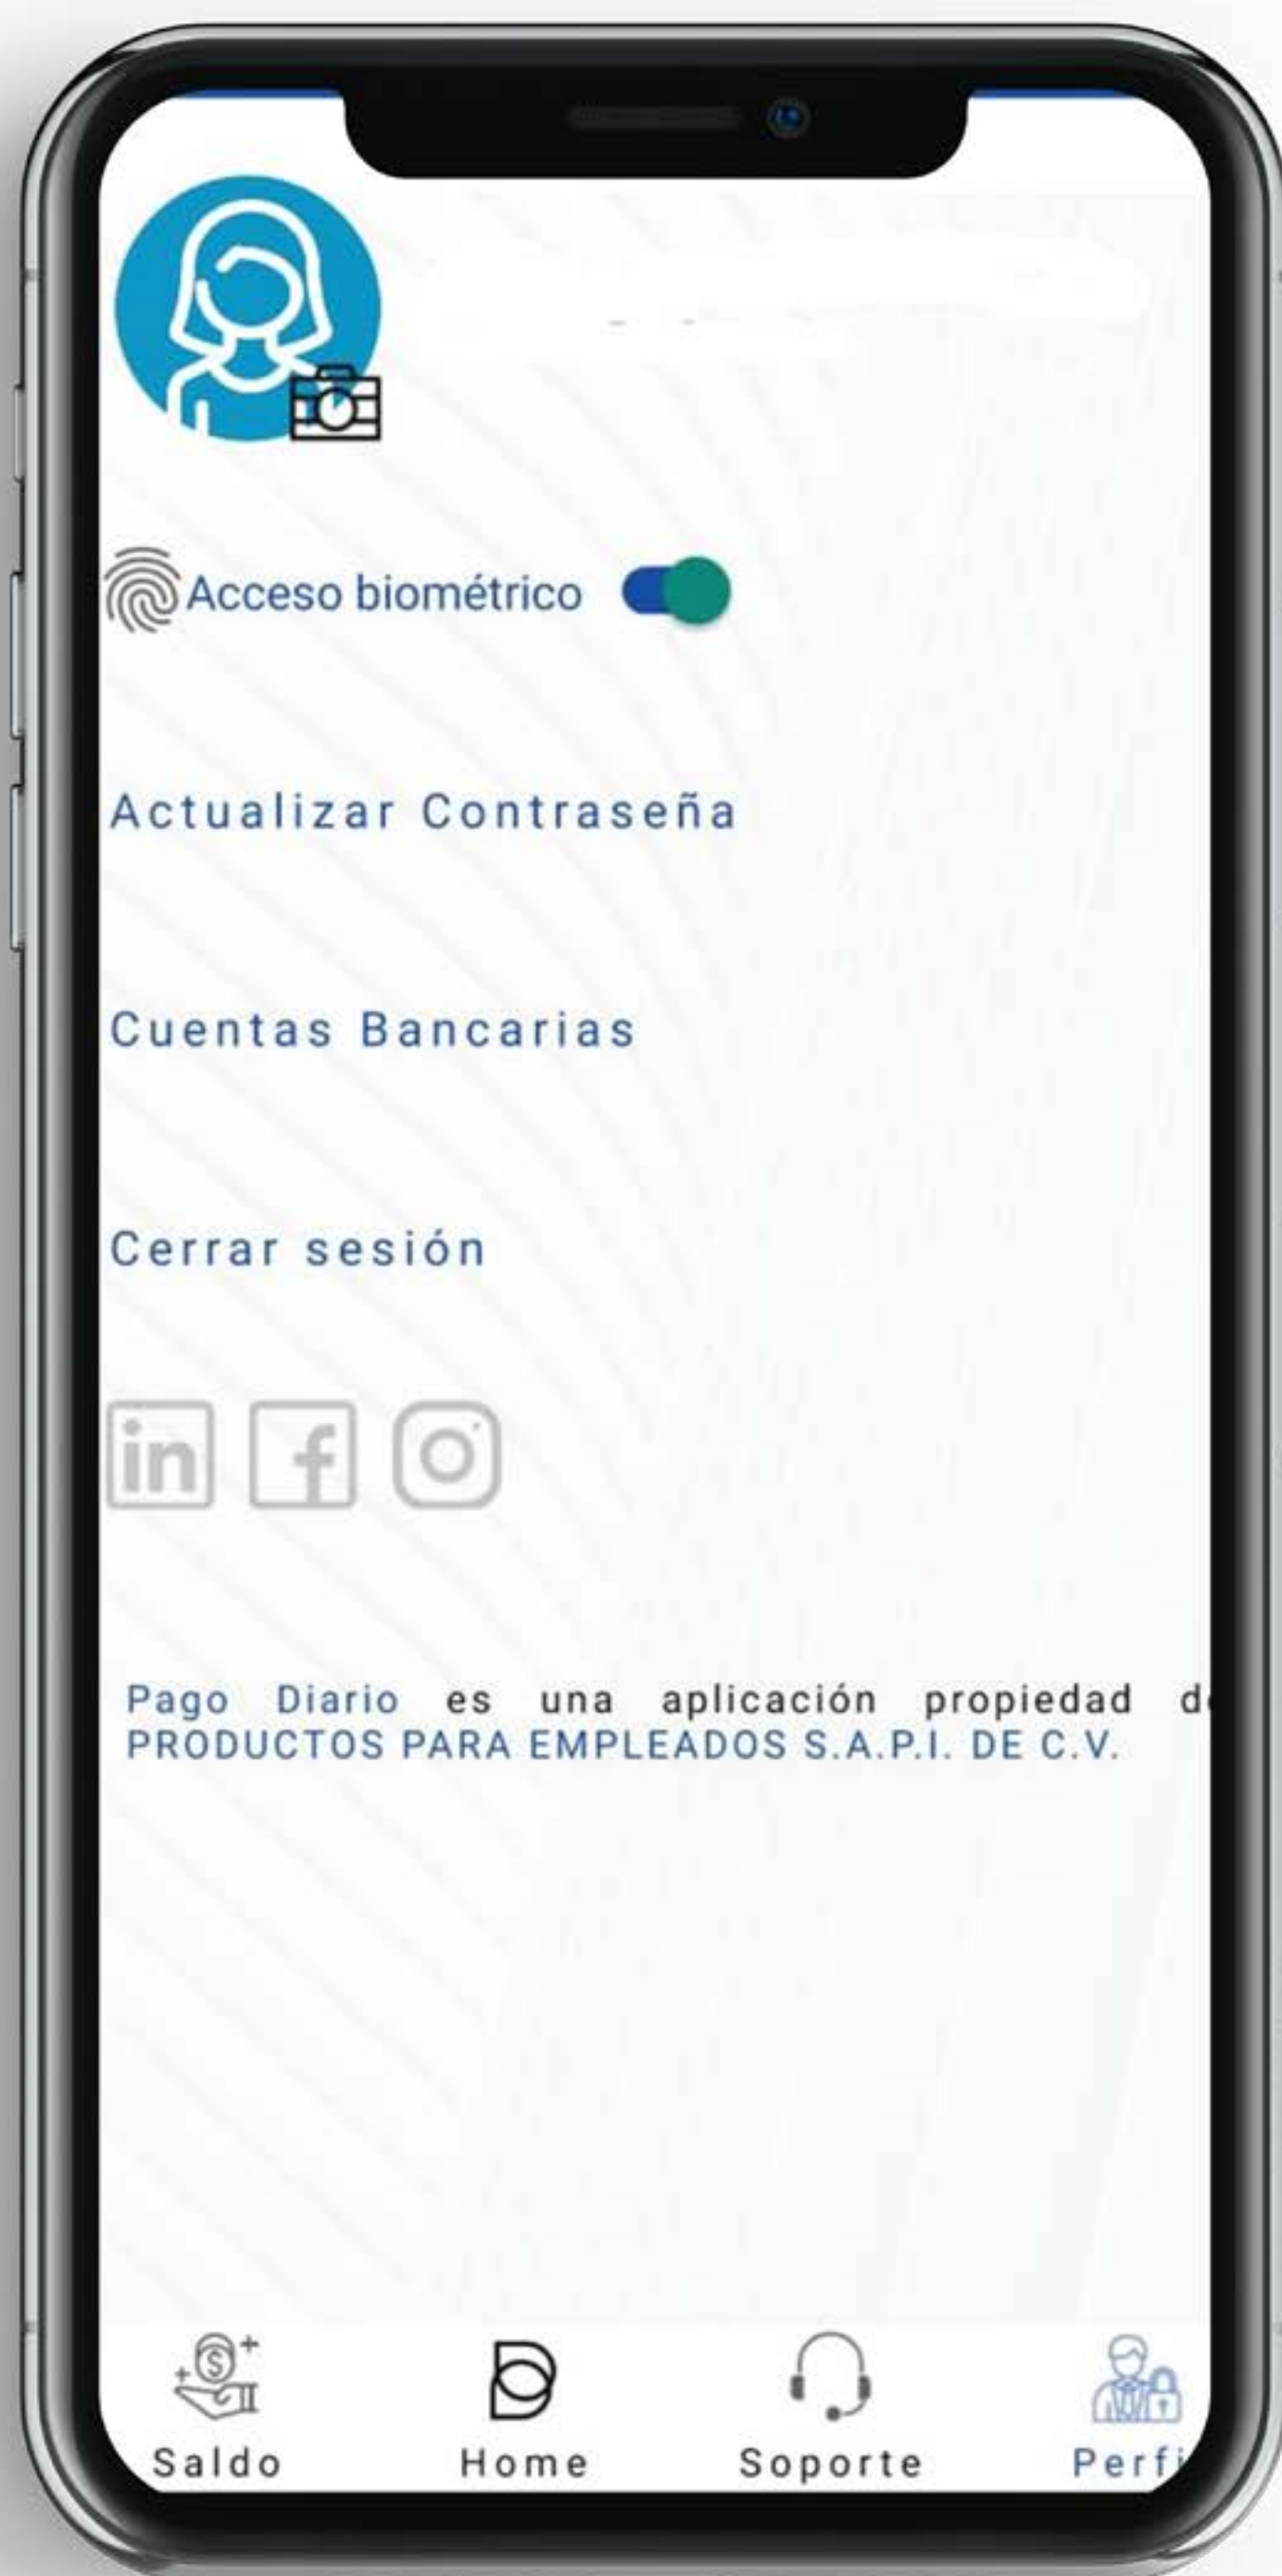 Acceso biométrico
Actualizar Contraseña
Cuentas Bancarias
Cerrar sesión
in f
Pago Diario es una aplicación propiedad d
PRODUCTOS PARA EMPLEADOS S.A.P.I. DE C.V.
Saldo Home Soporte Perfi